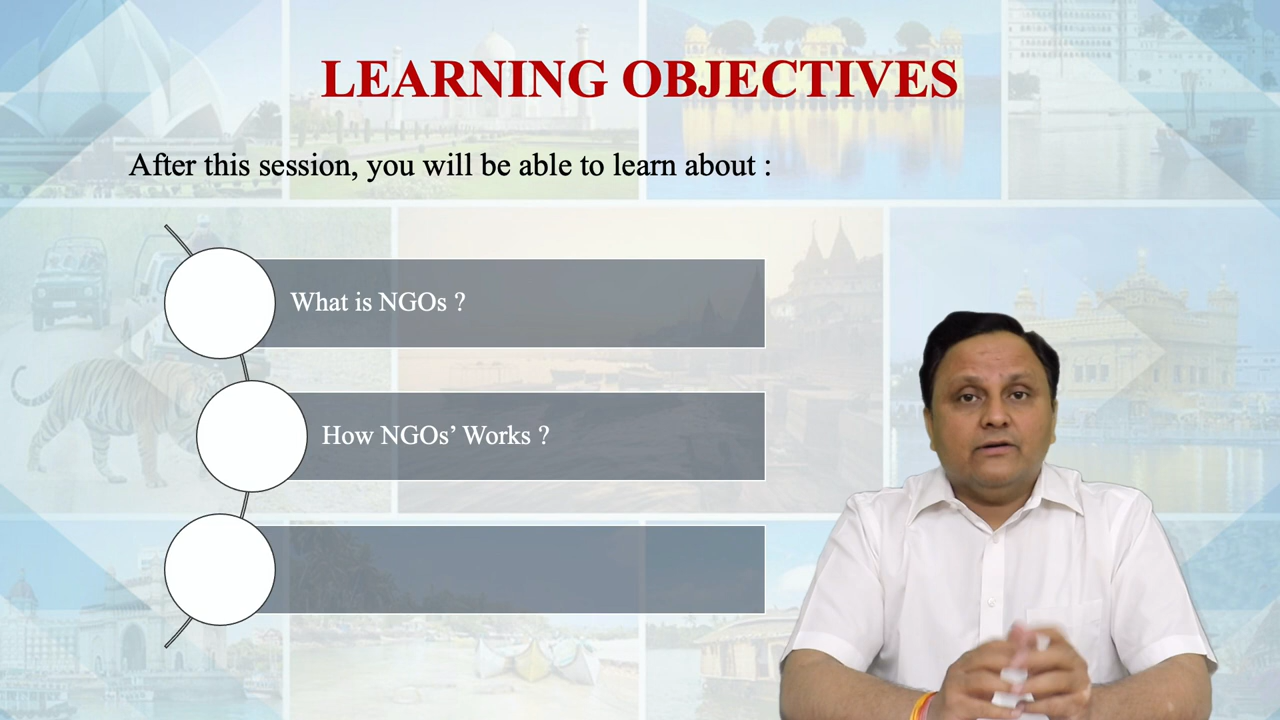 LEARNING OBJECTIVES
After this session, you will be able to learn about :
What is NGOs ?
How NGOs’ Works ?